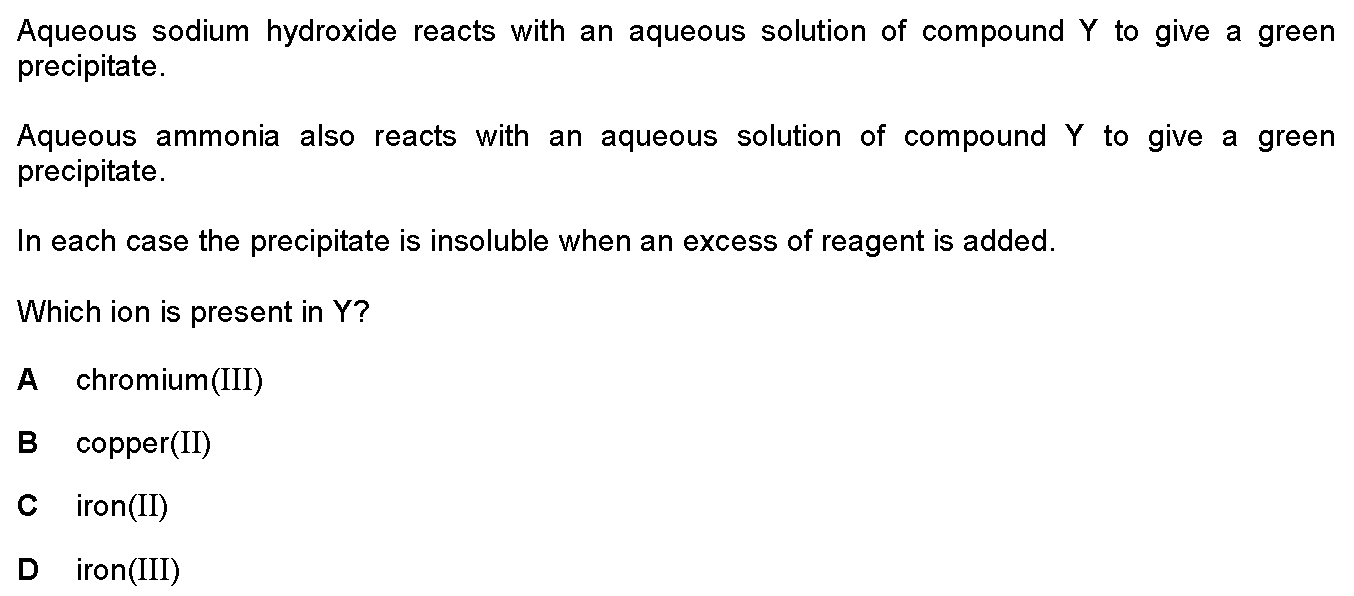 Aqueous sodium hydroxide reacts with an aqueous solution of compound Y to give a green
precipitate.
Aqueous ammonia also reacts with an aqueous solution of compound Y to give a green
precipitate.
In each case the precipitate is insoluble when an excess of reagent is added.
Which ion is present in Y?
A chromium(III)
B copper(II)
C iron(II)
D iron(III)